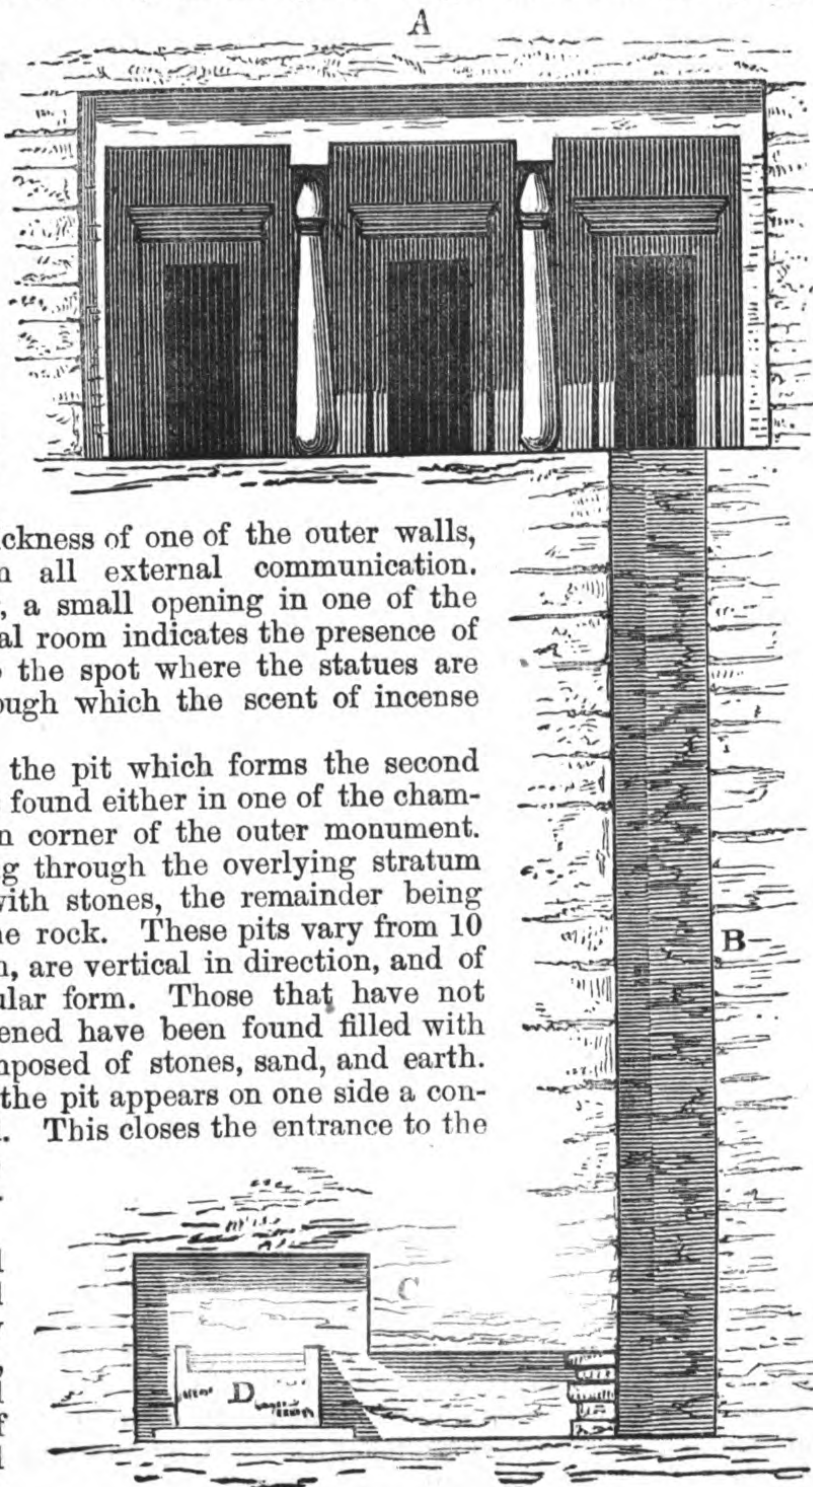 A
ickness of one of the outer walls,
all external communication.
a small opening in one of the
al room indicates the presence of
the spot where the statues are
ough which the scent of incense
the pit which forms the second
found either in one of the cham-
n corner of the outer monument.
g through the overlying stratum
with stones, the remainder being
e rock. These pits vary from 10
are vertical in direction, and of
ular form. Those that have not
ened have been found filled with
posed of stones, sand, and earth.
the pit appears on one side a con-
This closes the entrance to the
B
C
D